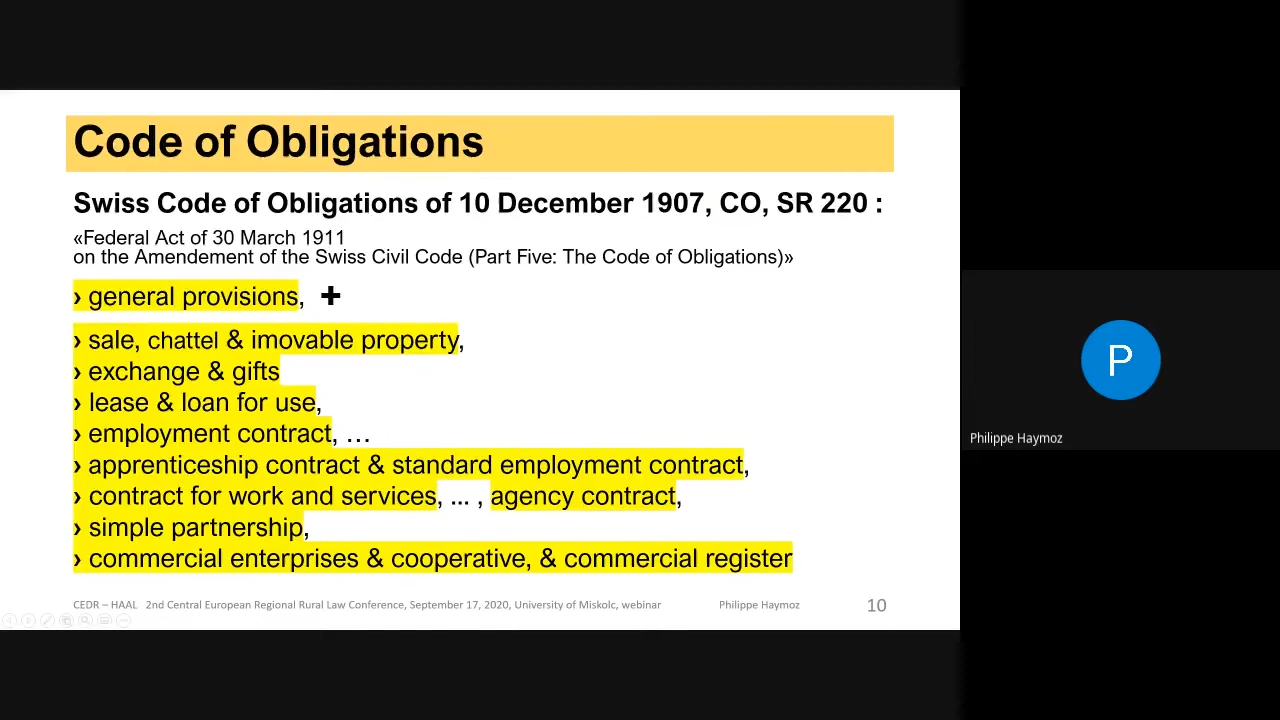 Code of Obligations
Swiss Code of Obligations of 10 December 1907, CO, SR 220 :
«Federal Act of 30 March 1911
on the Amendement of the Swiss Civil Code (Part Five: The Code of Obligations)»
› general provisions, +
› sale, chattel & imovable property,
› exchange & gifts
› lease & loan for use,
› employment contract, …
› apprenticeship contract & standard employment contract,
› contract for work and services, ... , agency contract,
› simple partnership,
› commercial enterprises & cooperative, & commercial register
CEDR – HAAL 2nd Central European Regional Rural Law Conference, September 17, 2020, University of Miskolc, webinar Philippe Haymoz 10
P
Philippe Haymoz